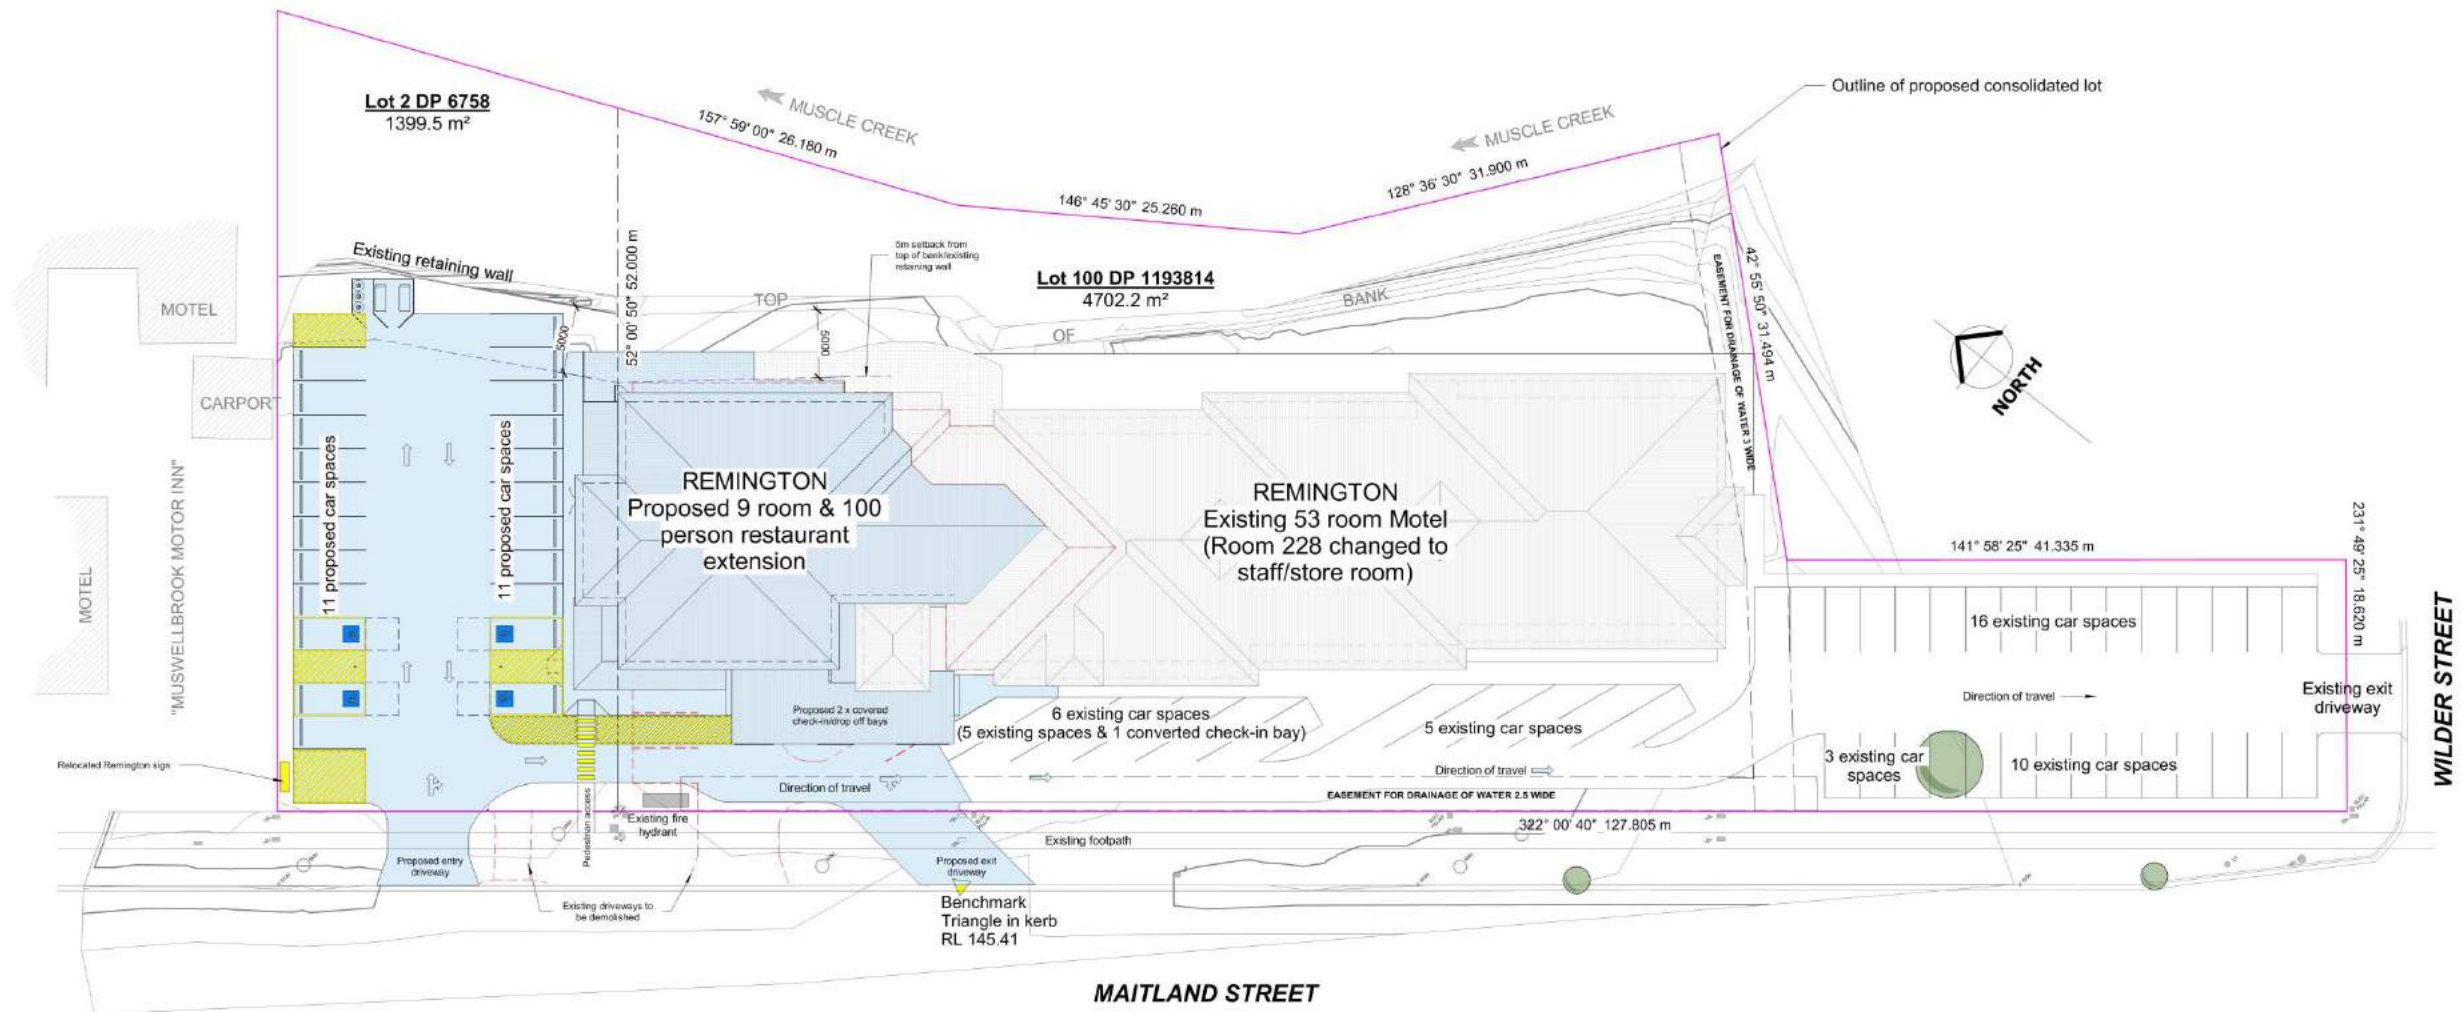 Lot 2 DP 6758
1399.5 m²
157° 59' 00" 26.180 m
MUSCLE CREEK
MUSCLE CREEK
Outline of proposed consolidated lot
128° 36' 30" 31.900 m
146° 45' 30" 25.260 m
Existing retaining wall
5m setback from
top of bank/existing
retaining wall
Lot 100 DP 1193814
4702.2 m²
52° 00' 50" 52.000 m
42° 55' 50" 31.494 m
EASEMENT FOR DRAINAGE OF WATER 3 WIDE
MOTEL
TOP
OF
BANK
5000
5000
CARPORT
NORTH
"MUSWELLBROOK MOTOR INN"
MOTEL
11 proposed car spaces
11 proposed car spaces
REMINGTON
Proposed 9 room & 100
person restaurant
extension
REMINGTON
Existing 53 room Motel
(Room 228 changed to
staff/store room)
141° 58' 25" 41.335 m
231° 49' 25" 18.620 m
WILDER STREET
16 existing car spaces
Direction of travel
Existing exit
driveway
Proposed 2 x covered
check-in/drop off bays
6 existing car spaces
(5 existing spaces & 1 converted check-in bay)
5 existing car spaces
3 existing car
spaces
10 existing car spaces
Relocated Remington sign
Direction of travel
Direction of travel
EASEMENT FOR DRAINAGE OF WATER 2.5 WIDE
322° 00' 40" 127.805 m
Pedestrian access
Existing fire
hydrant
Existing footpath
Proposed entry
driveway
Proposed exit
driveway
Existing driveways to
be demolished
Benchmark
Triangle in kerb
RL 145.41
MAITLAND STREET